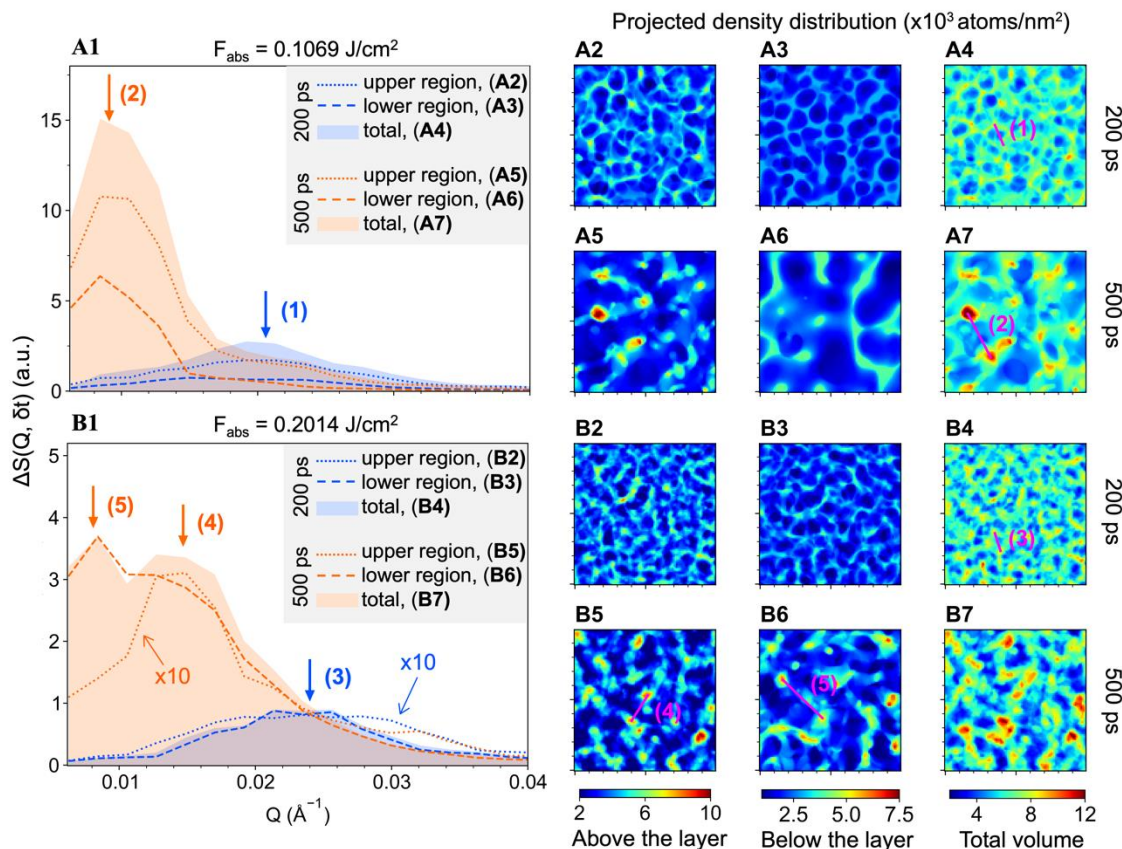 A1
F_abs = 0.1069 J/cm²
ΔS(Q, δt) (a.u.)
15
10
5
0
(2)
(1)
200 ps
upper region, (A2)
lower region, (A3)
total, (A4)
500 ps
upper region, (A5)
lower region, (A6)
total, (A7)
B1
F_abs = 0.2014 J/cm²
5
4
3
2
1
0
(5)
(4)
(3)
x10
x10
200 ps
upper region, (B2)
lower region, (B3)
total, (B4)
500 ps
upper region, (B5)
lower region, (B6)
total, (B7)
0.01 0.02 0.03 0.04
Q (Å⁻¹)
Projected density distribution (x10³ atoms/nm²)
A2 A3 A4
(1)
200 ps
A5 A6 A7
(2)
500 ps
B2 B3 B4
(3)
200 ps
B5 B6 B7
(4)
(5)
500 ps
2 6 10
Above the layer
2.5 5.0 7.5
Below the layer
4 8 12
Total volume